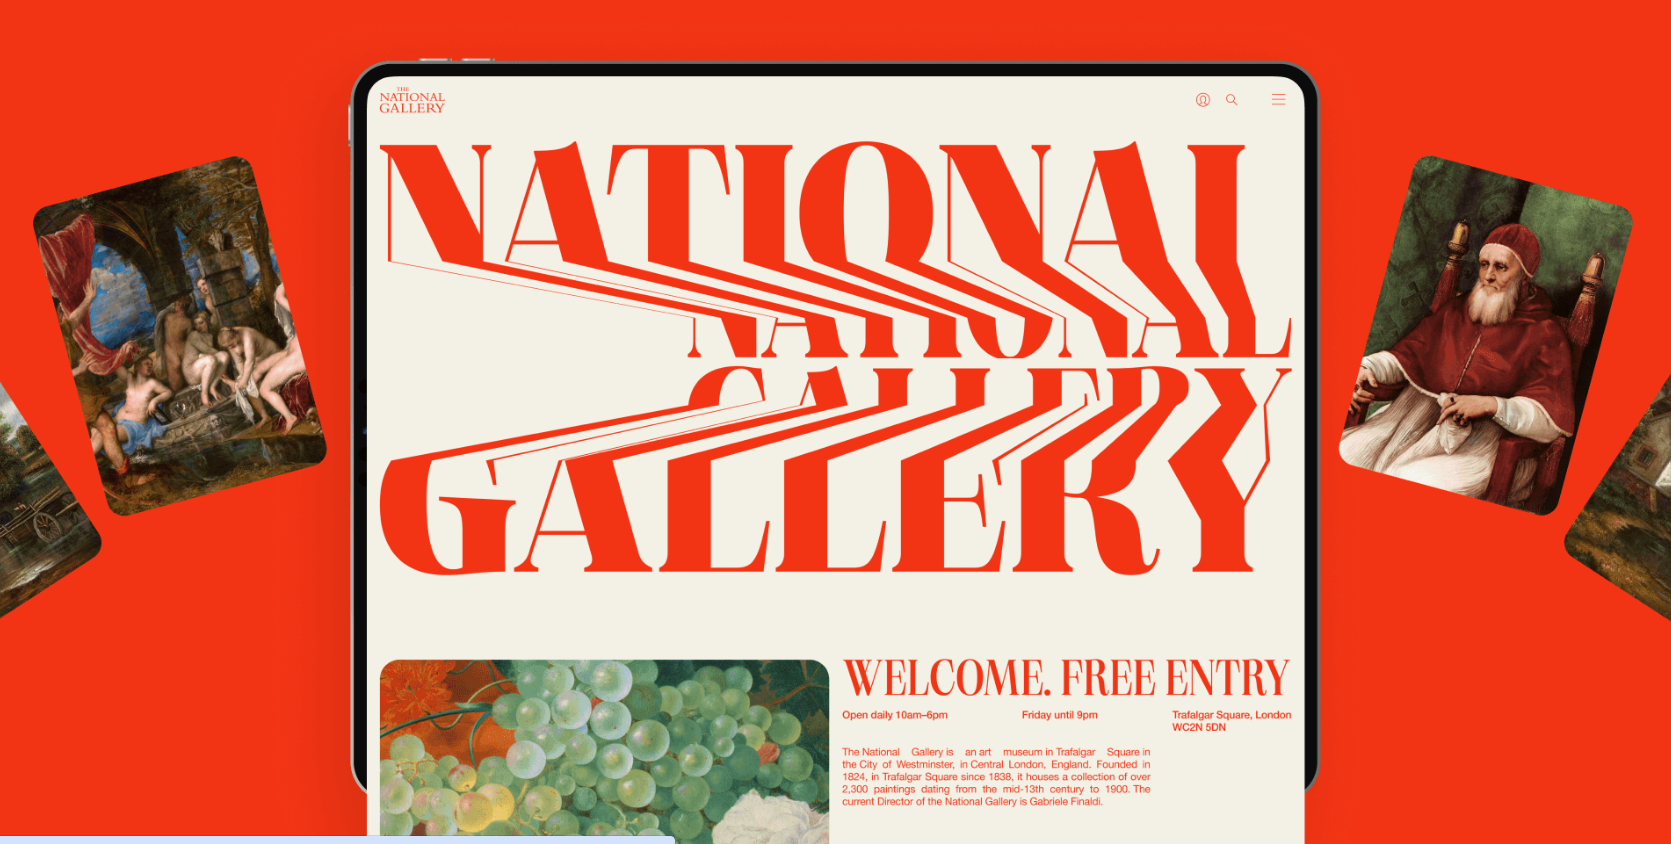 THE
NATIONAL
GALLERY
NATIONAL
GALLERY
WELCOME. FREE ENTRY
Open daily 10am–6pm
Friday until 9pm
Trafalgar Square, London
WC2N 5DN
The National Gallery is an art museum in Trafalgar Square in
the City of Westminster, in Central London, England. Founded in
1824, in Trafalgar Square since 1838, it houses a collection of over
2,300 paintings dating from the mid-13th century to 1900. The
current Director of the National Gallery is Gabriele Finaldi.